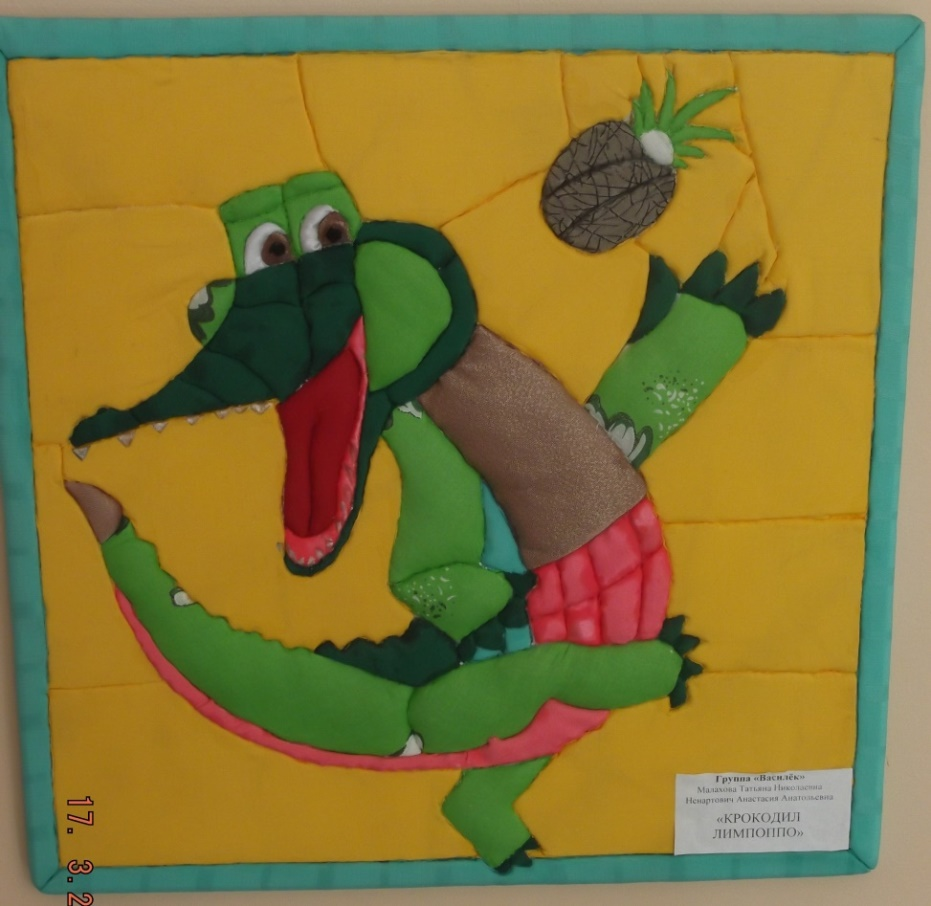 Группа «Василёк»
Малахова Татьяна Николаевна
Ненартович Анастасия Анатольевна
«КРОКОДИЛ
ЛИМПОППО»
17. 3.2